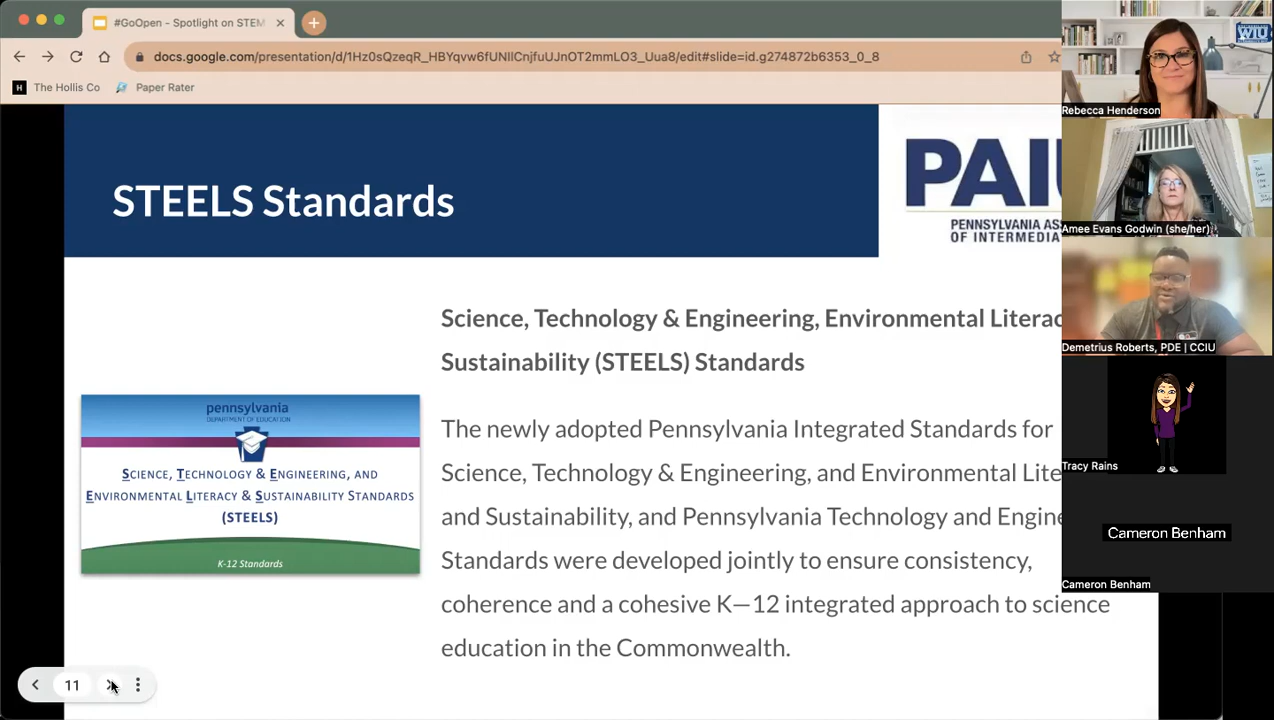 #GoOpen - Spotlight on STEM
docs.google.com/presentation/d/1Hz0sQzeqR_HBYqvw6fUNIlCnjfuUJnOT2mmLO3_Uua8/edit#slide=id.g274872b6353_0_8
The Hollis Co
Paper Rater
STEELS Standards
PAIU
PENNSYLVANIA ASS
OF INTERMEDIA
Science, Technology & Engineering, Environmental Literac
Sustainability (STEELS) Standards
The newly adopted Pennsylvania Integrated Standards for
Science, Technology & Engineering, and Environmental Lite
and Sustainability, and Pennsylvania Technology and Engine
Standards were developed jointly to ensure consistency,
coherence and a cohesive K—12 integrated approach to science
education in the Commonwealth.
pennsylvania
DEPARTMENT OF EDUCATION
SCIENCE, TECHNOLOGY & ENGINEERING, AND
ENVIRONMENTAL LITERACY & SUSTAINABILITY STANDARDS
(STEELS)
K-12 Standards
11
WIU
Rebecca Henderson
Amee Evans Godwin (she/her)
Demetrius Roberts, PDE | CCIU
Tracy Rains
Cameron Benham
Cameron Benham